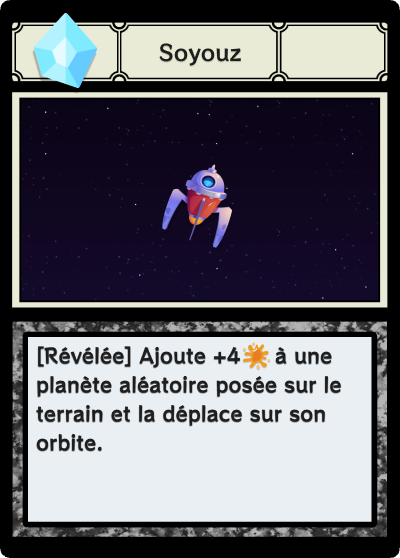 Soyouz
[Révélée] Ajoute +4 à une
planète aléatoire posée sur le
terrain et la déplace sur son
orbite.